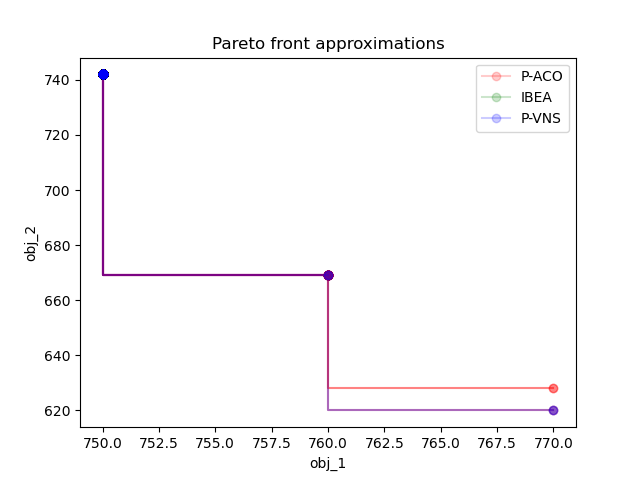 Pareto front approximations
P-ACO
IBEA
P-VNS
obj_2
740
720
700
680
660
640
620
750.0 752.5 755.0 757.5 760.0 762.5 765.0 767.5 770.0
obj_1